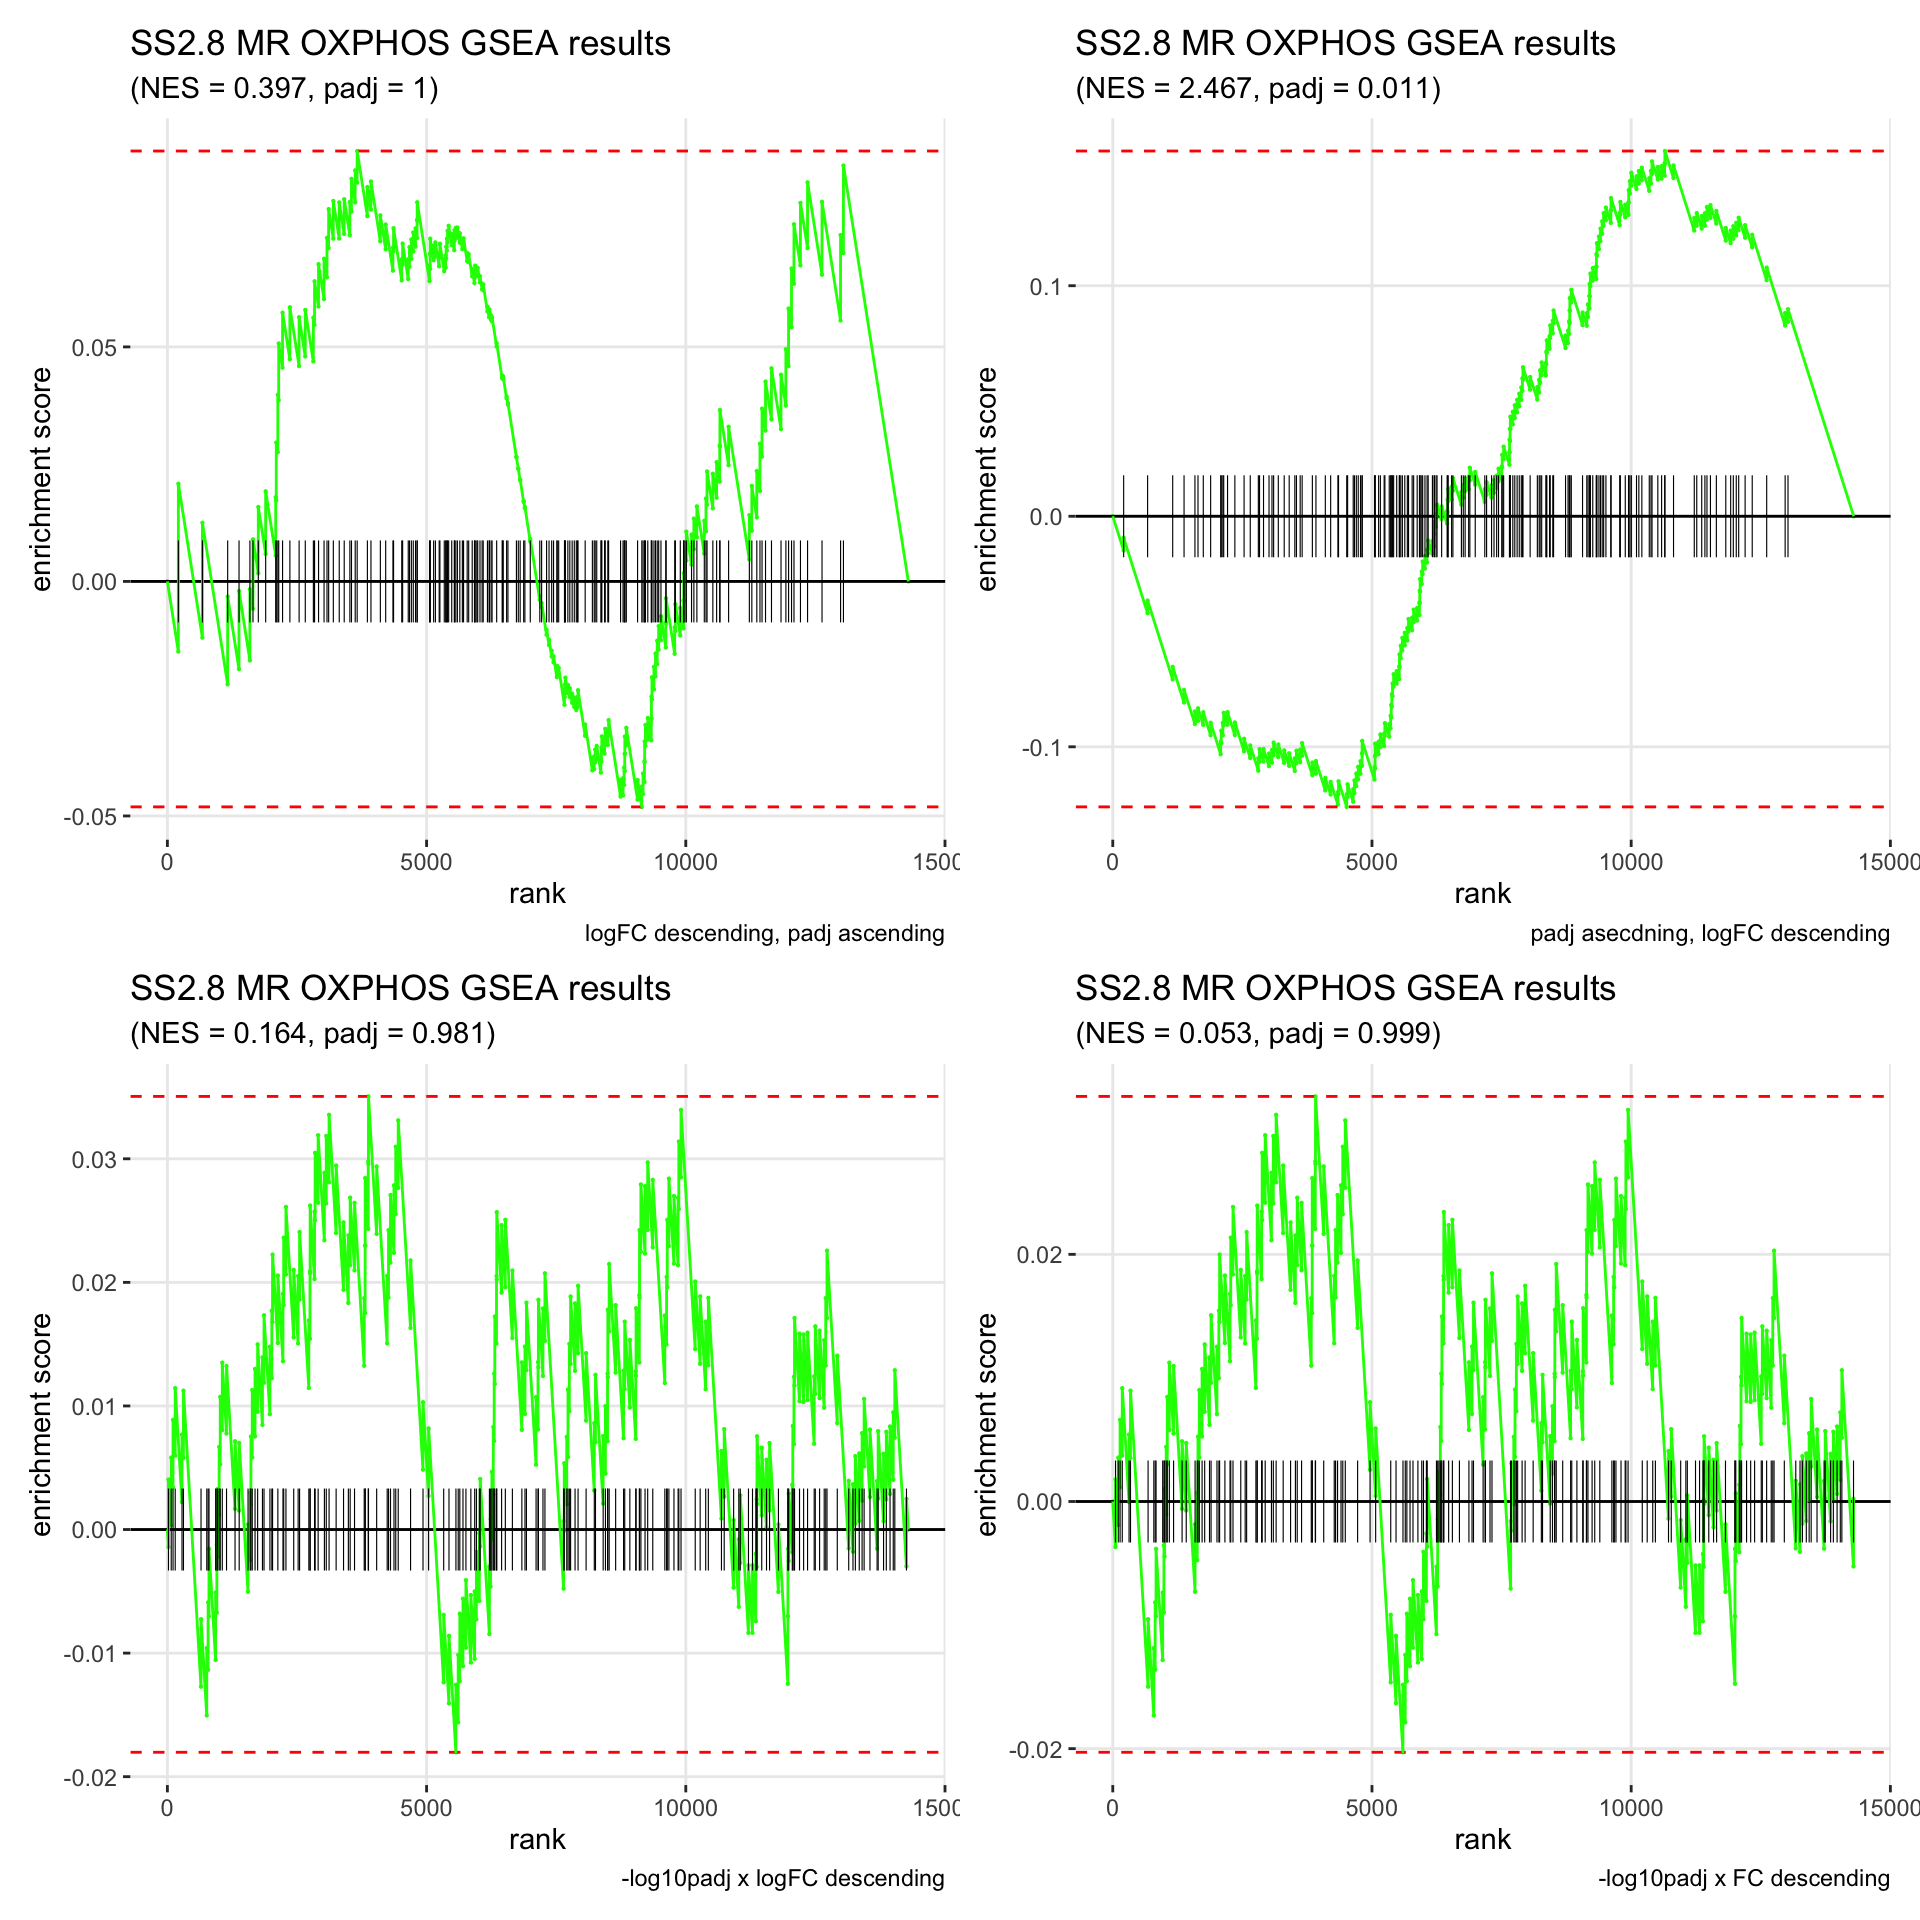 SS2.8 MR OXPHOS GSEA results
(NES = 0.397, padj = 1)
enrichment score
0.05
0.00
-0.05
0
5000
10000
1500
rank
logFC descending, padj ascending
SS2.8 MR OXPHOS GSEA results
(NES = 2.467, padj = 0.011)
enrichment score
0.1
0.0
-0.1
0
5000
10000
15000
rank
padj asecdning, logFC descending
SS2.8 MR OXPHOS GSEA results
(NES = 0.164, padj = 0.981)
enrichment score
0.03
0.02
0.01
0.00
-0.01
-0.02
0
5000
10000
1500
rank
-log10padj x logFC descending
SS2.8 MR OXPHOS GSEA results
(NES = 0.053, padj = 0.999)
enrichment score
0.02
0.00
-0.02
0
5000
10000
15000
rank
-log10padj x FC descending